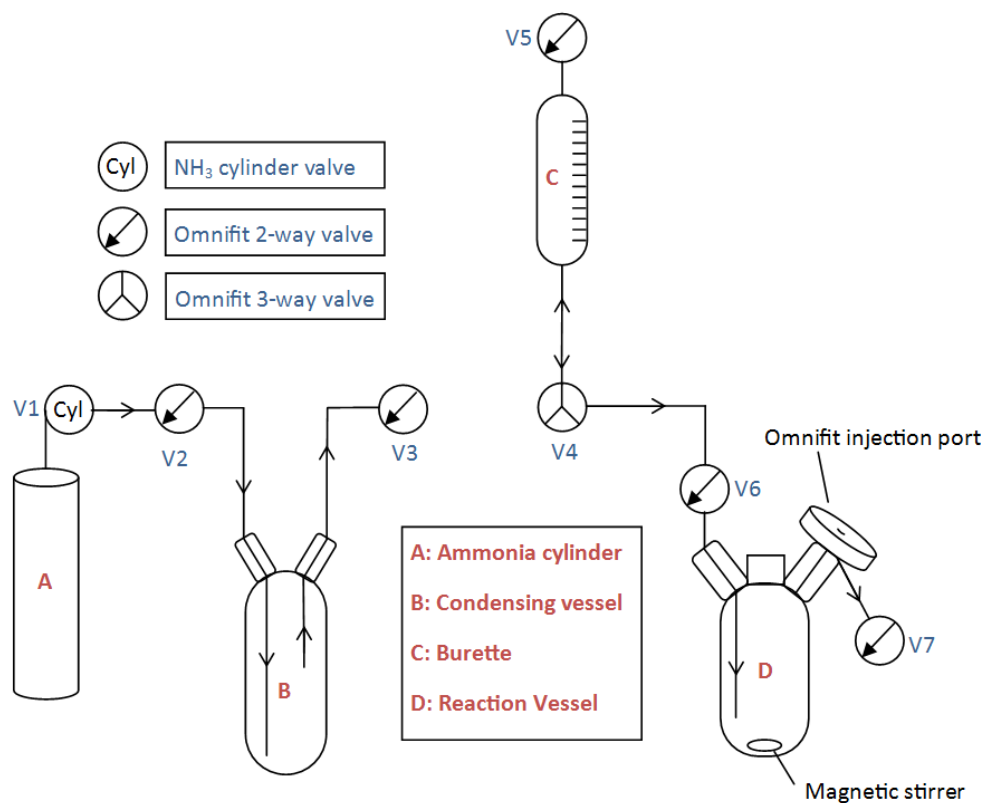 V5
C
Cyl
NH₃ cylinder valve
Omnifit 2-way valve
Omnifit 3-way valve
V1
Cyl
V2
V3
V4
Omnifit injection port
V6
A: Ammonia cylinder
B: Condensing vessel
C: Burette
D: Reaction Vessel
A
B
D
V7
Magnetic stirrer